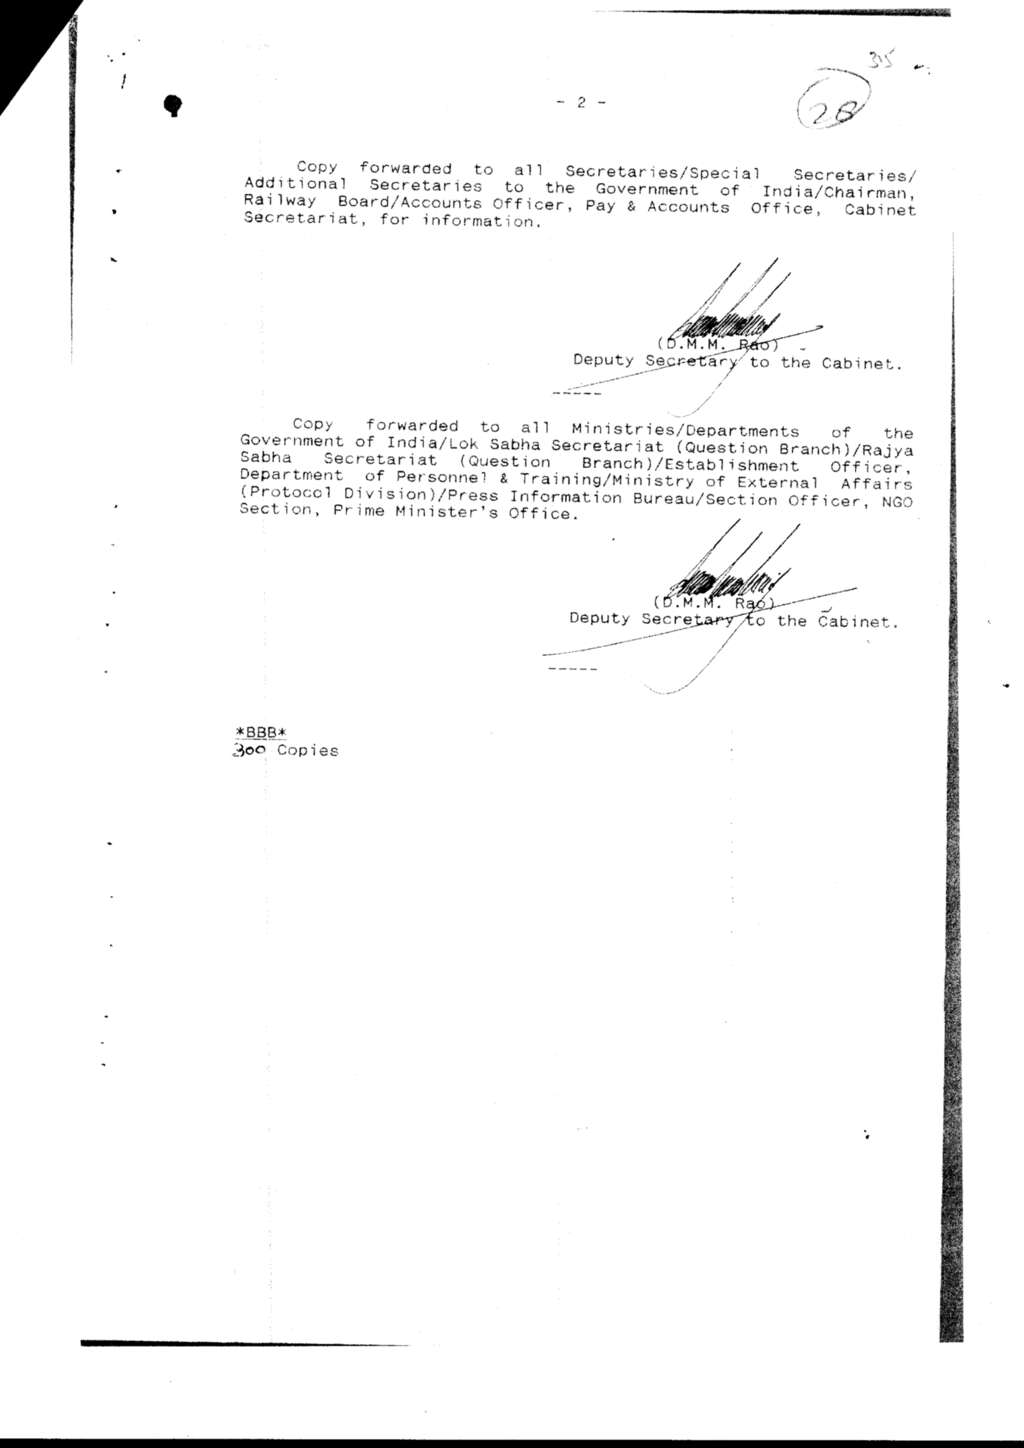 315
- 2 -
28
Copy forwarded to all Secretaries/Special Secretaries/
Additional Secretaries to the Government of India/Chairman,
Railway Board/Accounts Officer, Pay & Accounts Office, Cabinet
Secretariat, for information.
(D.M.M. Rao)
Deputy Secretary to the Cabinet.
-----
Copy forwarded to all Ministries/Departments of the
Government of India/Lok Sabha Secretariat (Question Branch)/Rajya
Sabha Secretariat (Question Branch)/Establishment Officer,
Department of Personnel & Training/Ministry of External Affairs
(Protocol Division)/Press Information Bureau/Section Officer, NGO
Section, Prime Minister's Office.
(D.M.M. Rao)
Deputy Secretary to the Cabinet.
-----
*BBB*
300 Copies